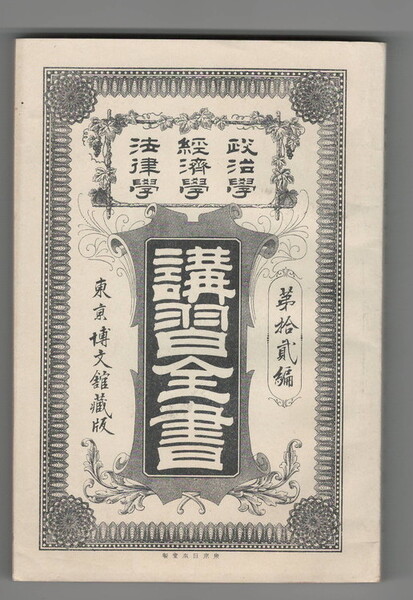 政治學
經濟學
法律學
第拾貳編
講習全書
東京博文館藏版